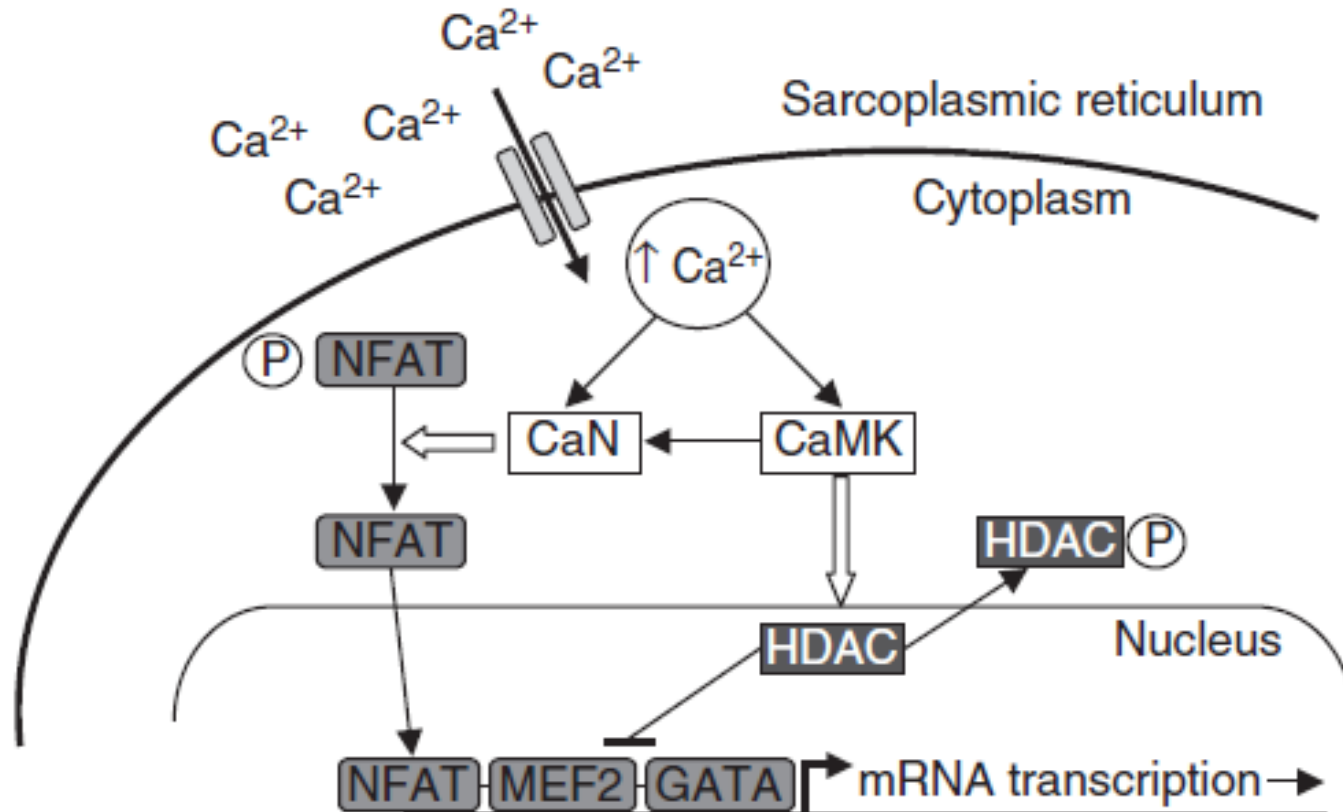 Ca²⁺
Ca²⁺
Ca²⁺
Ca²⁺
Ca²⁺
Sarcoplasmic reticulum
Cytoplasm
↑ Ca²⁺
P NFAT
CaN
CaMK
NFAT
HDAC P
HDAC
Nucleus
NFAT MEF2 GATA mRNA transcription